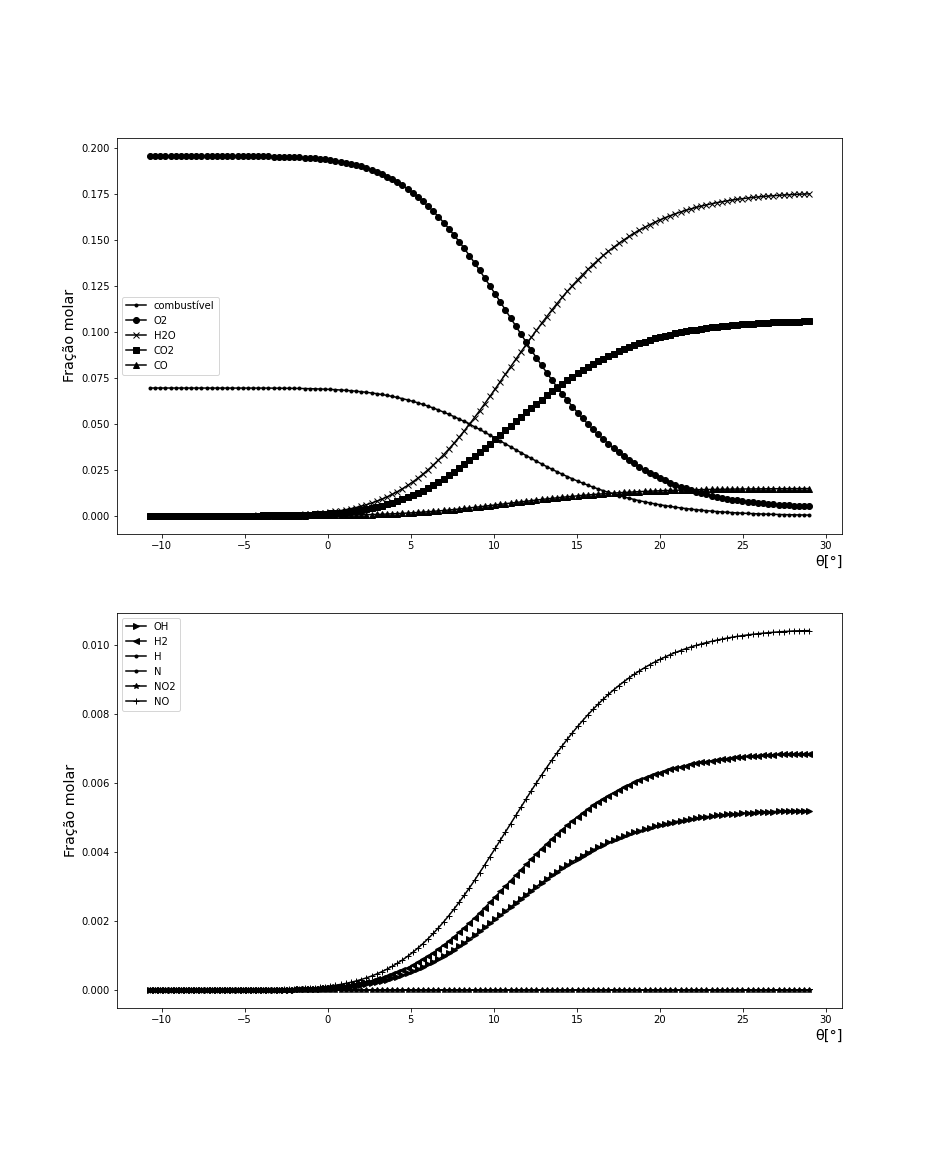 0.200
0.175
0.150
0.125
0.100
0.075
0.050
0.025
0.000
Fração molar
combustível
O2
H2O
CO2
CO
−10 −5 0 5 10 15 20 25 30
θ[°]
0.010
0.008
0.006
0.004
0.002
0.000
Fração molar
OH
H2
H
N
NO2
NO
−10 −5 0 5 10 15 20 25 30
θ[°]